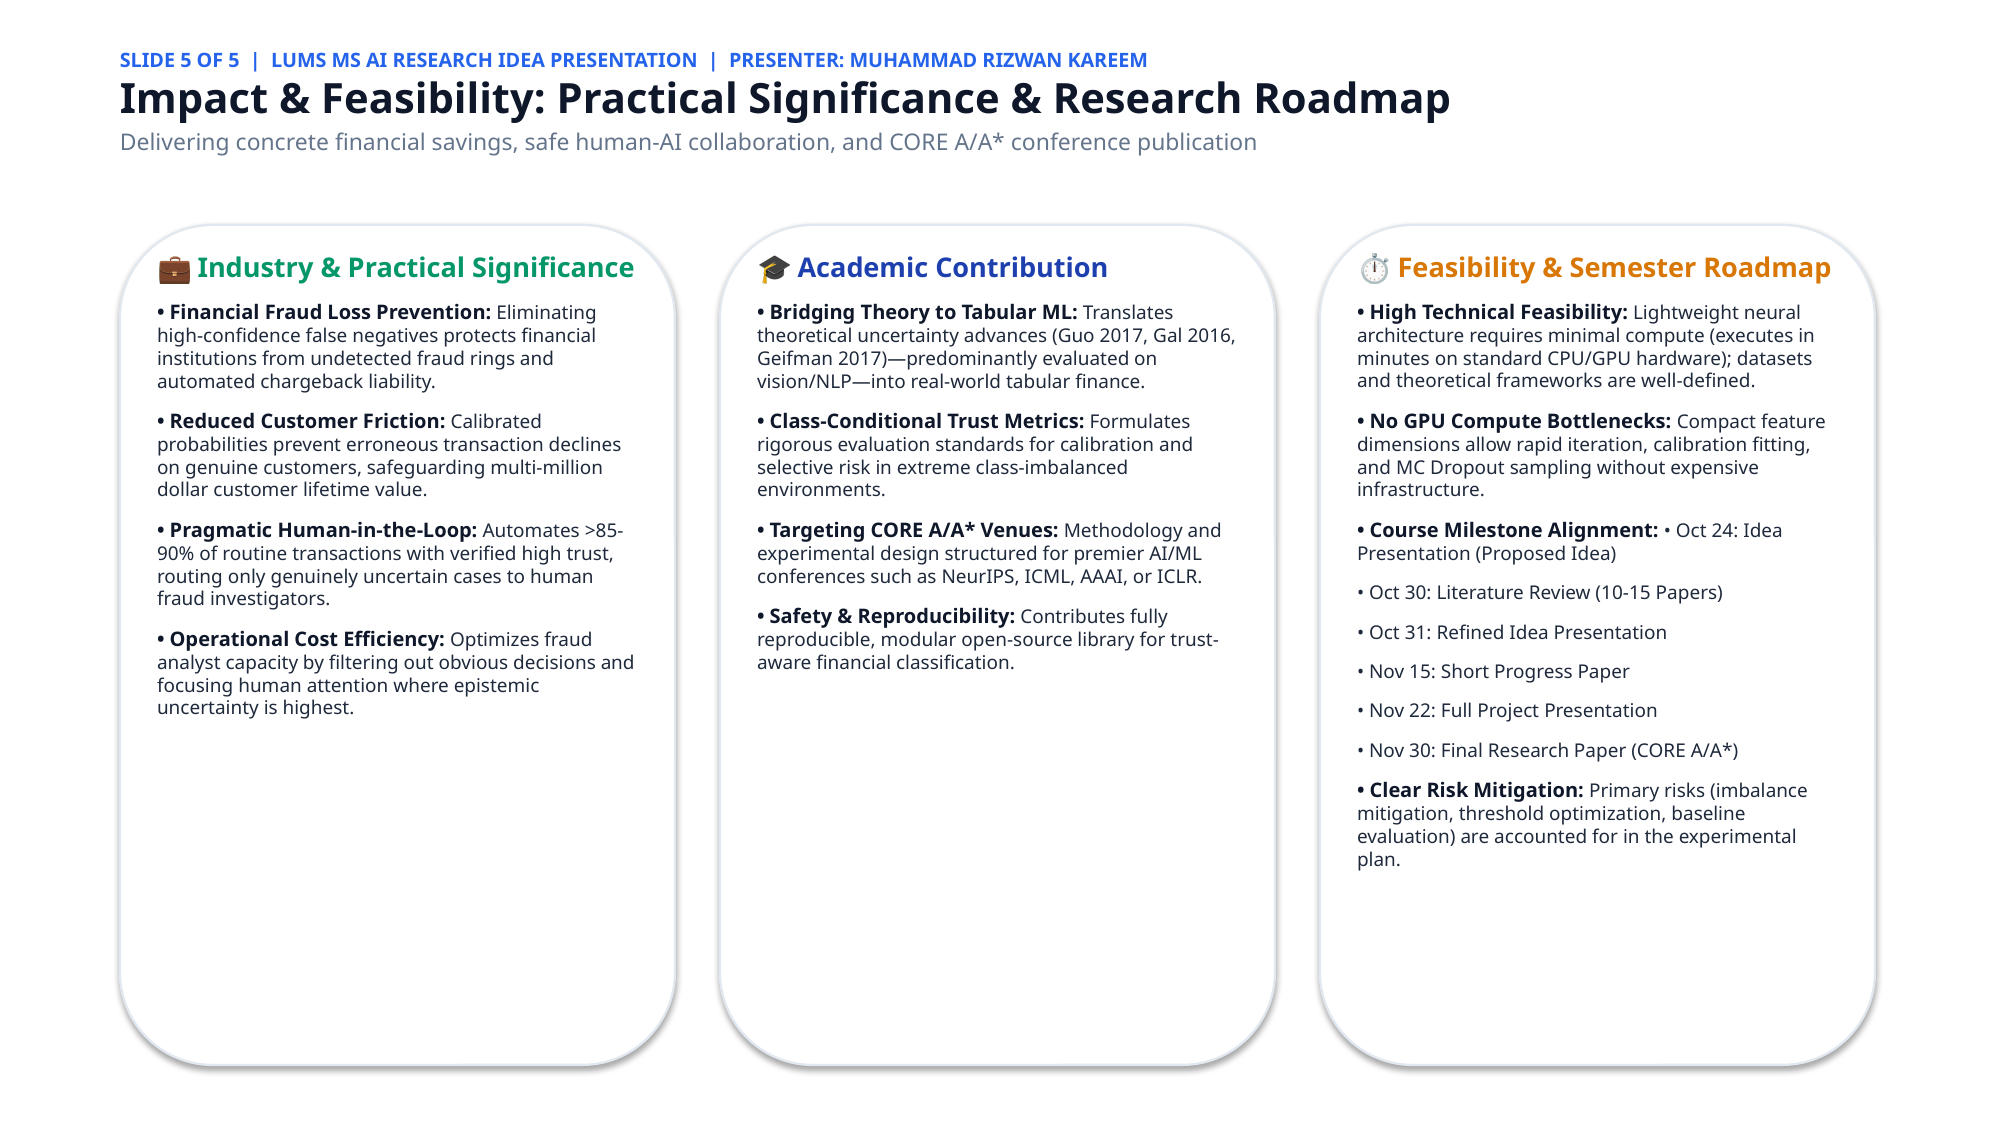 SLIDE 5 OF 5 | LUMS MS AI RESEARCH IDEA PRESENTATION | PRESENTER: MUHAMMAD RIZWAN KAREEM
Impact & Feasibility: Practical Significance & Research Roadmap
Delivering concrete financial savings, safe human-AI collaboration, and CORE A/A* conference publication
💼 Industry & Practical Significance
• Financial Fraud Loss Prevention: Eliminating
high-confidence false negatives protects financial
institutions from undetected fraud rings and
automated chargeback liability.
• Reduced Customer Friction: Calibrated
probabilities prevent erroneous transaction declines
on genuine customers, safeguarding multi-million
dollar customer lifetime value.
• Pragmatic Human-in-the-Loop: Automates >85-
90% of routine transactions with verified high trust,
routing only genuinely uncertain cases to human
fraud investigators.
• Operational Cost Efficiency: Optimizes fraud
analyst capacity by filtering out obvious decisions and
focusing human attention where epistemic
uncertainty is highest.
🎓 Academic Contribution
• Bridging Theory to Tabular ML: Translates
theoretical uncertainty advances (Guo 2017, Gal 2016,
Geifman 2017)—predominantly evaluated on
vision/NLP—into real-world tabular finance.
• Class-Conditional Trust Metrics: Formulates
rigorous evaluation standards for calibration and
selective risk in extreme class-imbalanced
environments.
• Targeting CORE A/A* Venues: Methodology and
experimental design structured for premier AI/ML
conferences such as NeurIPS, ICML, AAAI, or ICLR.
• Safety & Reproducibility: Contributes fully
reproducible, modular open-source library for trust-
aware financial classification.
⏱️ Feasibility & Semester Roadmap
• High Technical Feasibility: Lightweight neural
architecture requires minimal compute (executes in
minutes on standard CPU/GPU hardware); datasets
and theoretical frameworks are well-defined.
• No GPU Compute Bottlenecks: Compact feature
dimensions allow rapid iteration, calibration fitting,
and MC Dropout sampling without expensive
infrastructure.
• Course Milestone Alignment: • Oct 24: Idea
Presentation (Proposed Idea)
• Oct 30: Literature Review (10-15 Papers)
• Oct 31: Refined Idea Presentation
• Nov 15: Short Progress Paper
• Nov 22: Full Project Presentation
• Nov 30: Final Research Paper (CORE A/A*)
• Clear Risk Mitigation: Primary risks (imbalance
mitigation, threshold optimization, baseline
evaluation) are accounted for in the experimental
plan.